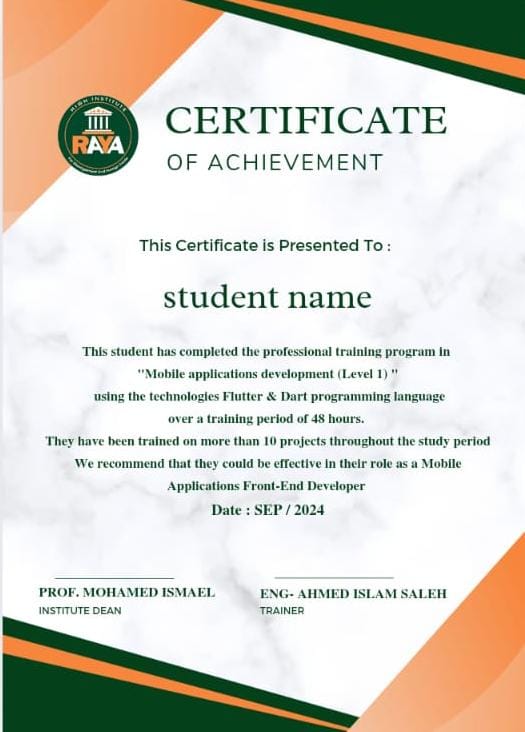 HIGH INSTITUTE
RAYA
CERTIFICATE
OF ACHIEVEMENT
This Certificate is Presented To :
student name
This student has completed the professional training program in
"Mobile applications development (Level 1) "
using the technologies Flutter & Dart programming language
over a training period of 48 hours.
They have been trained on more than 10 projects throughout the study period
We recommend that they could be effective in their role as a Mobile
Applications Front-End Developer
Date : SEP / 2024
PROF. MOHAMED ISMAEL
INSTITUTE DEAN
ENG- AHMED ISLAM SALEH
TRAINER